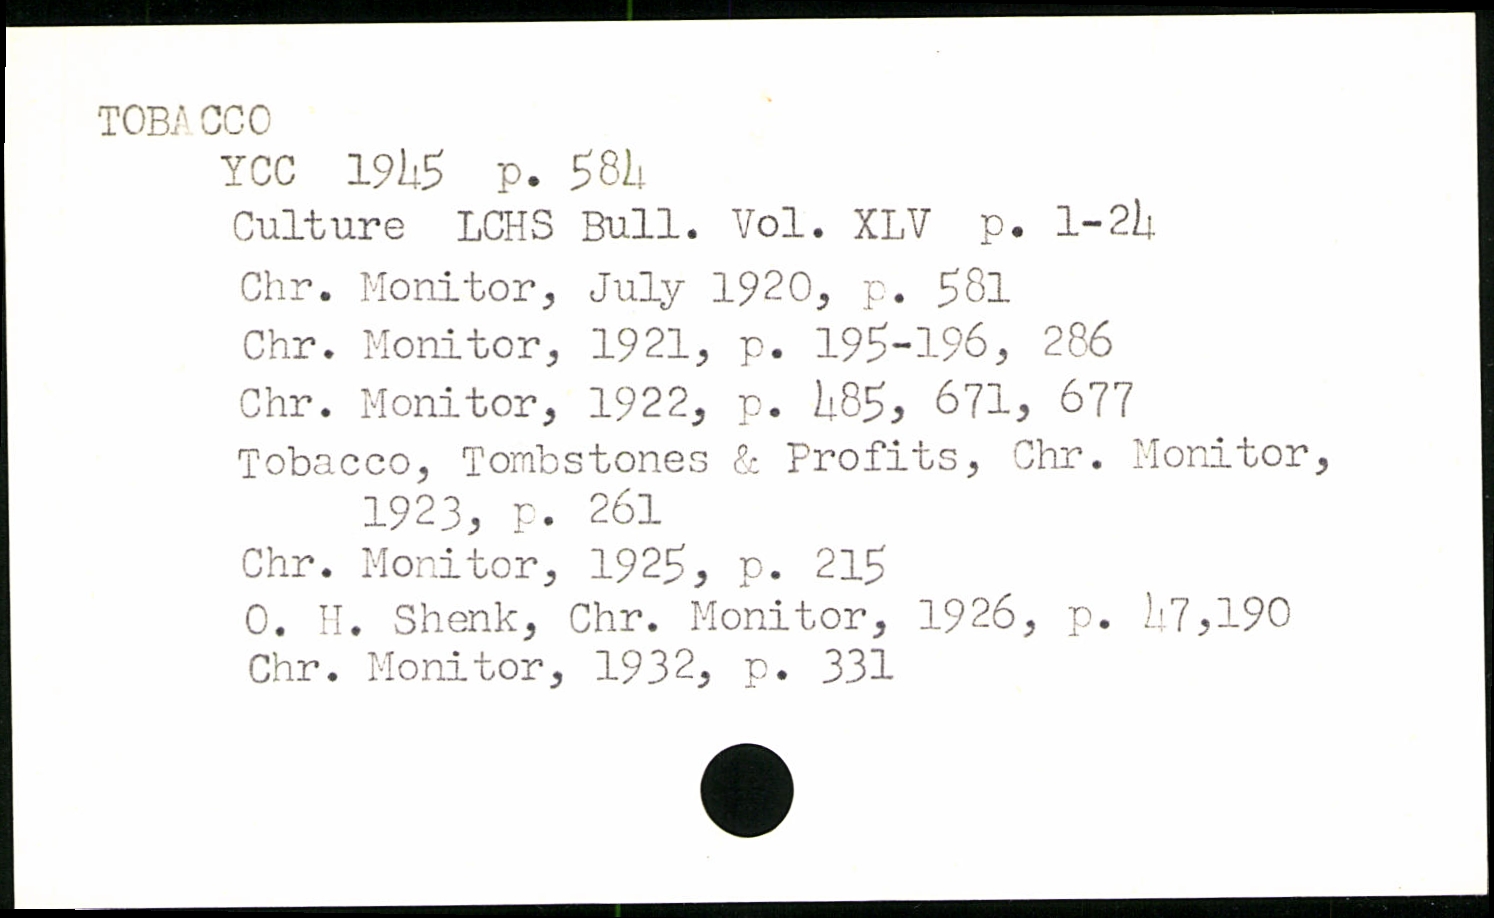 TOBACCO
YCC 1945 p. 584
Culture LCHS Bull. Vol. XLV p. 1-24
Chr. Monitor, July 1920, p. 581
Chr. Monitor, 1921, p. 195-196, 286
Chr. Monitor, 1922, p. 485, 671, 677
Tobacco, Tombstones & Profits, Chr. Monitor,
1923, p. 261
Chr. Monitor, 1925, p. 215
O. H. Shenk, Chr. Monitor, 1926, p. 47,190
Chr. Monitor, 1932, p. 331